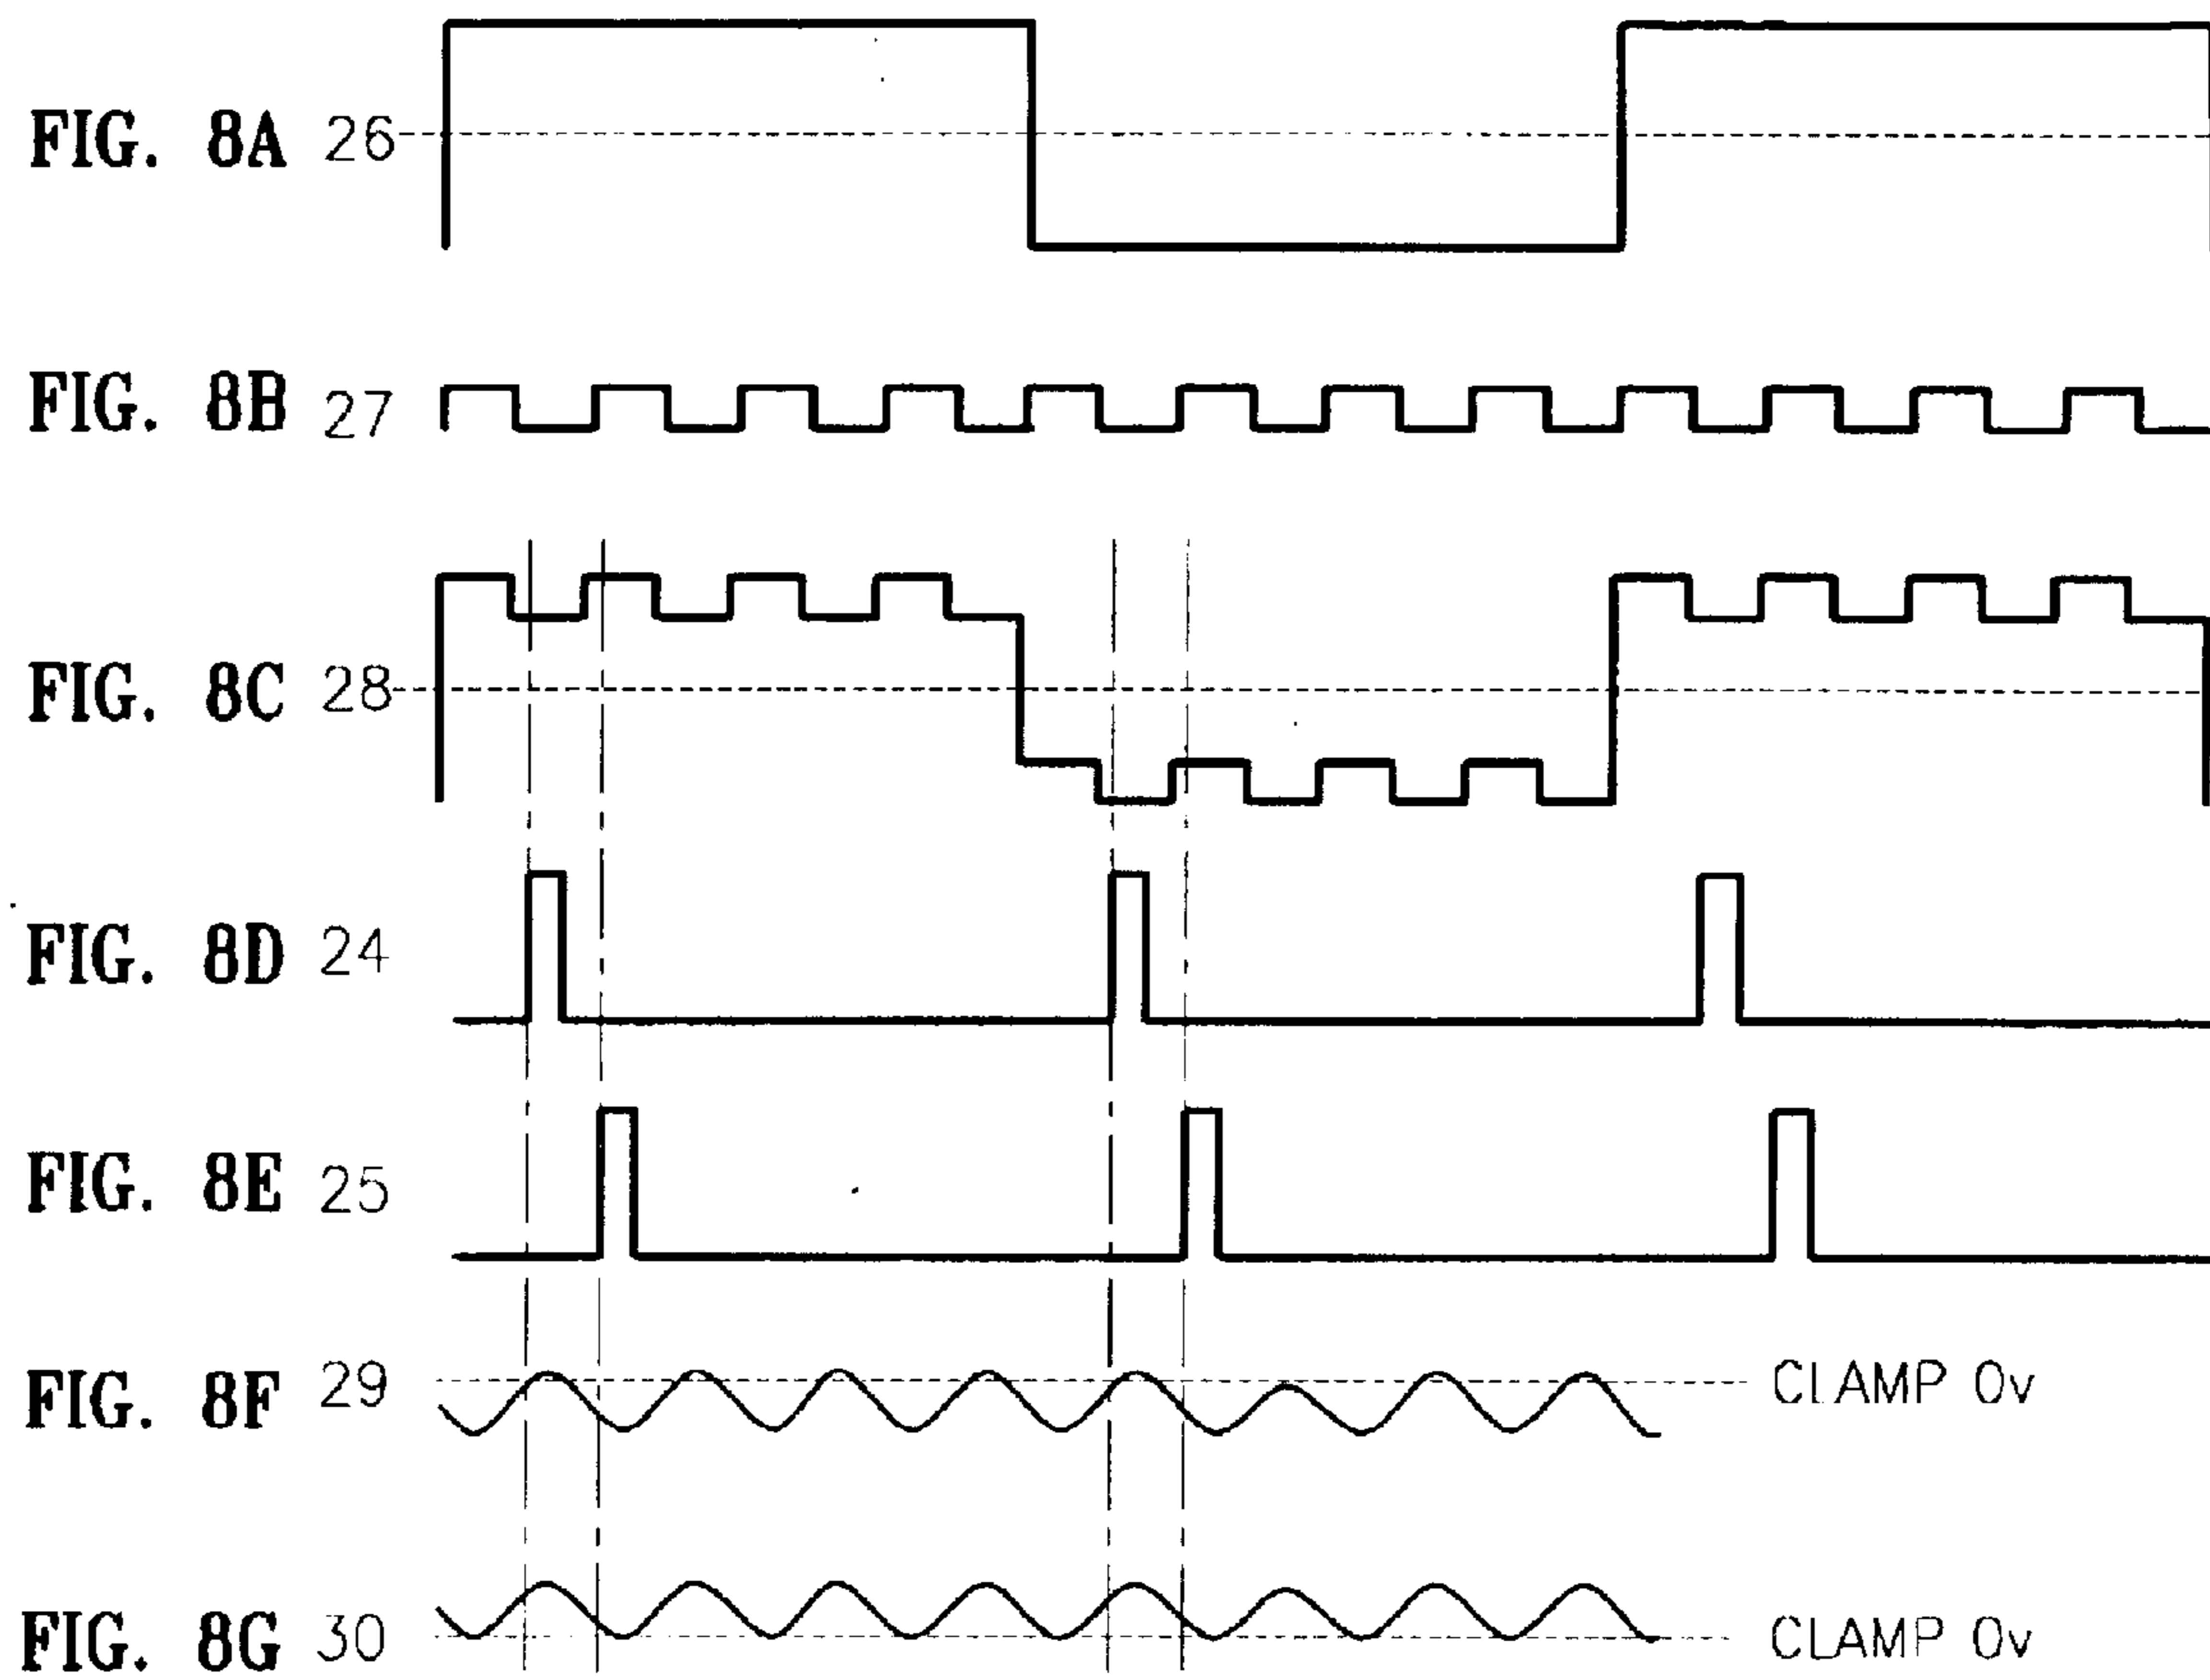 FIG. 8A 26
FIG. 8B 27
FIG. 8C 28
FIG. 8D 24
FIG. 8E 25
FIG. 8F 29 CLAMP 0v
FIG. 8G 30 CLAMP 0v